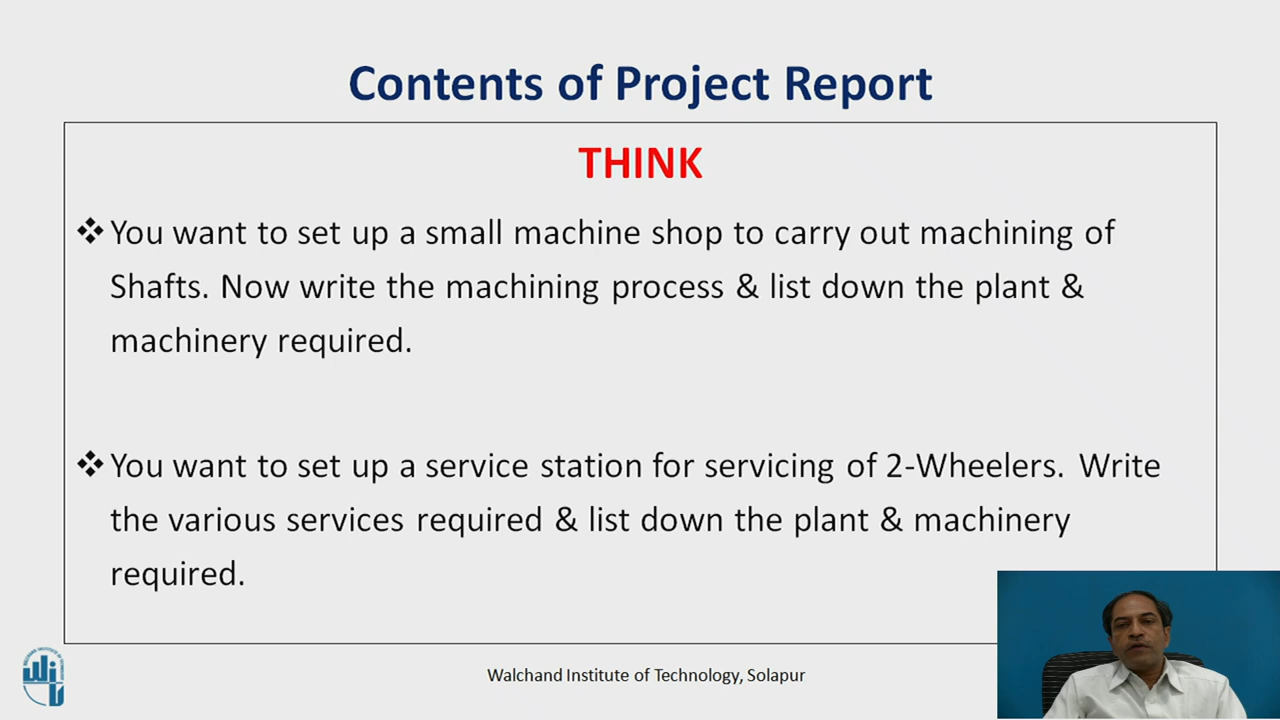 Contents of Project Report
THINK
❖ You want to set up a small machine shop to carry out machining of
Shafts. Now write the machining process & list down the plant &
machinery required.
❖ You want to set up a service station for servicing of 2-Wheelers. Write
the various services required & list down the plant & machinery
required.
Walchand Institute of Technology, Solapur